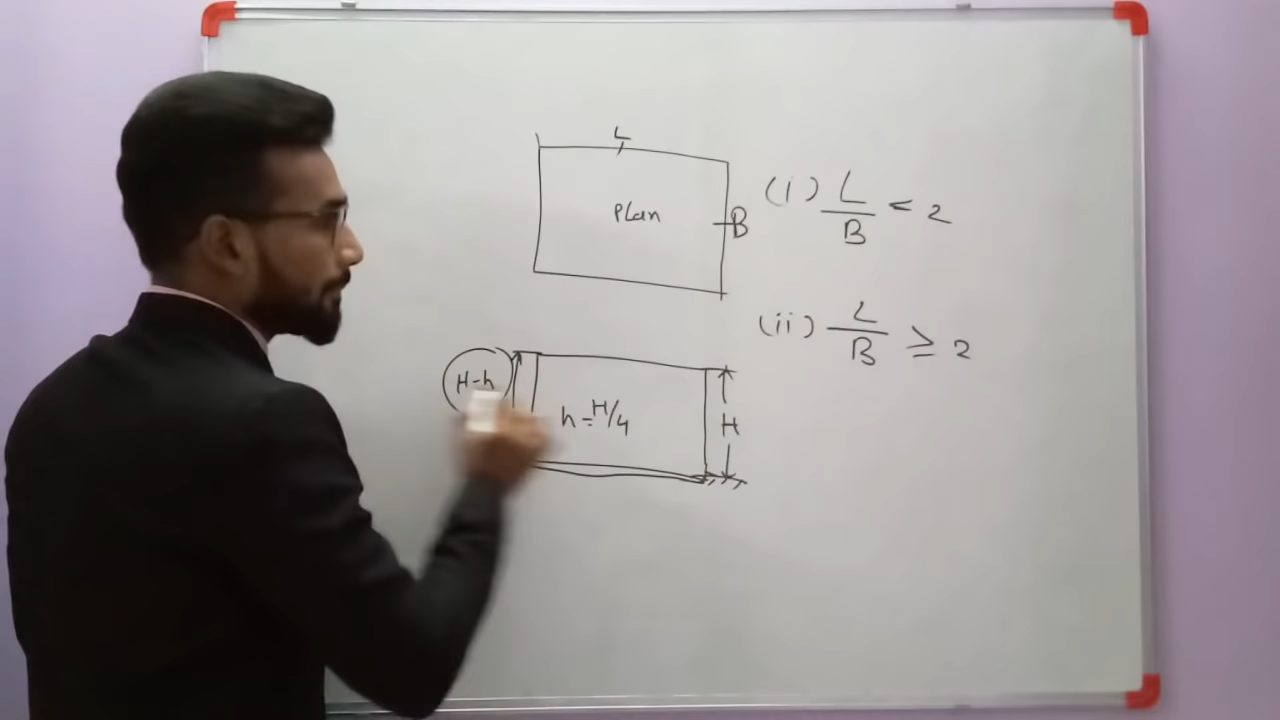 L
Plan
B
(i) L/B < 2
(ii) L/B ≥ 2
H-h
h = H/4
H